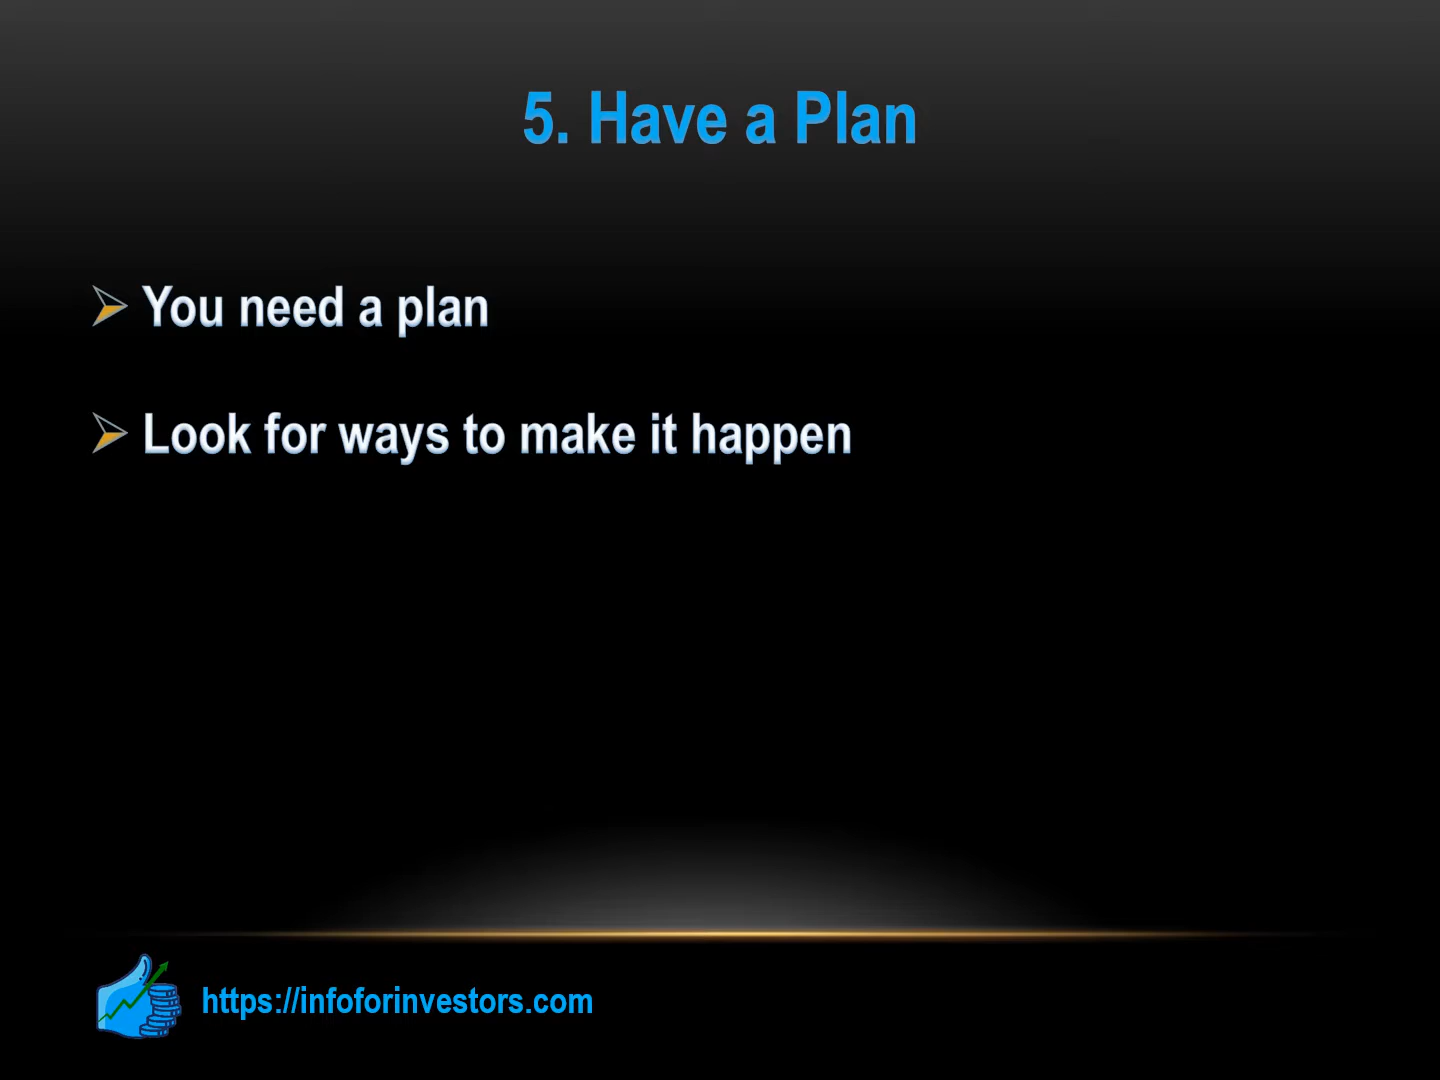 5. Have a Plan
You need a plan
Look for ways to make it happen
https://infoforinvestors.com